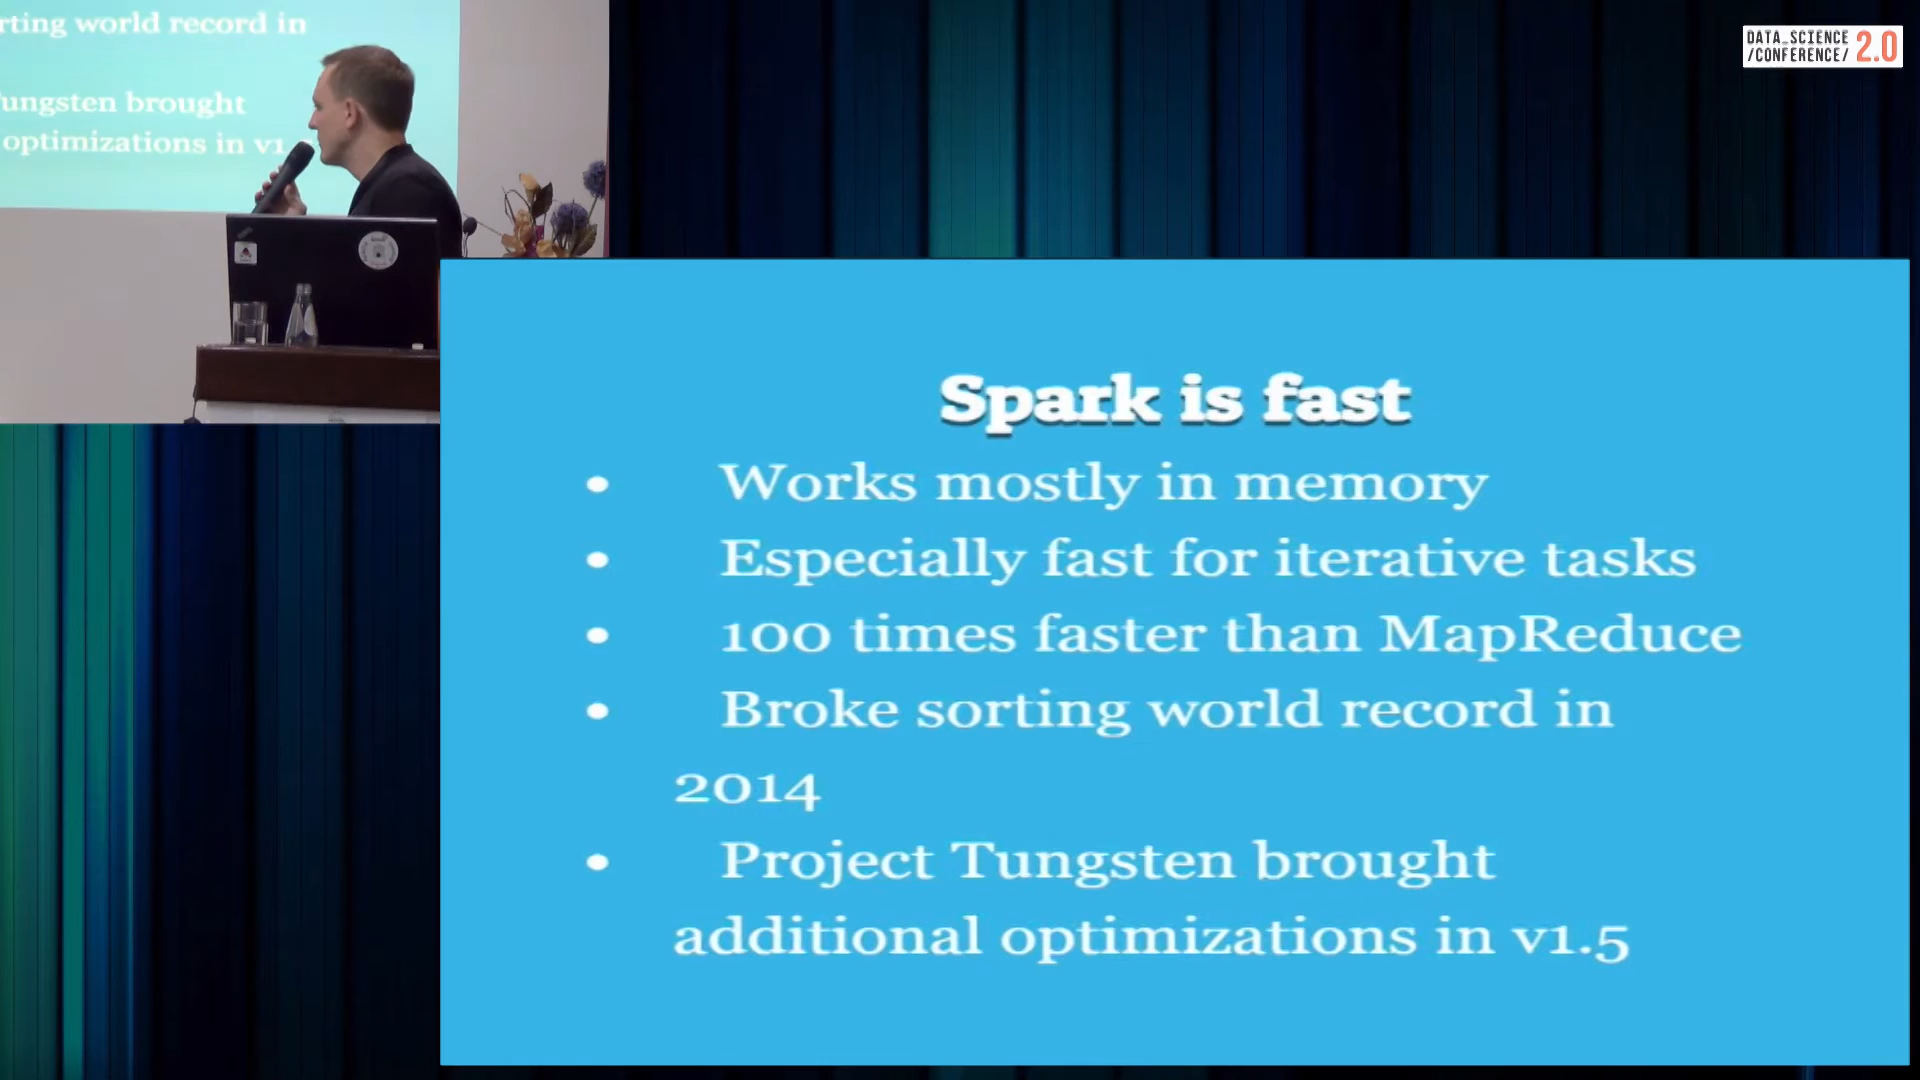 rting world record in
ungsten brought
optimizations in v1
DATA_SCIENCE
/CONFERENCE/ 2.0
Spark is fast
• Works mostly in memory
• Especially fast for iterative tasks
• 100 times faster than MapReduce
• Broke sorting world record in
2014
• Project Tungsten brought
additional optimizations in v1.5